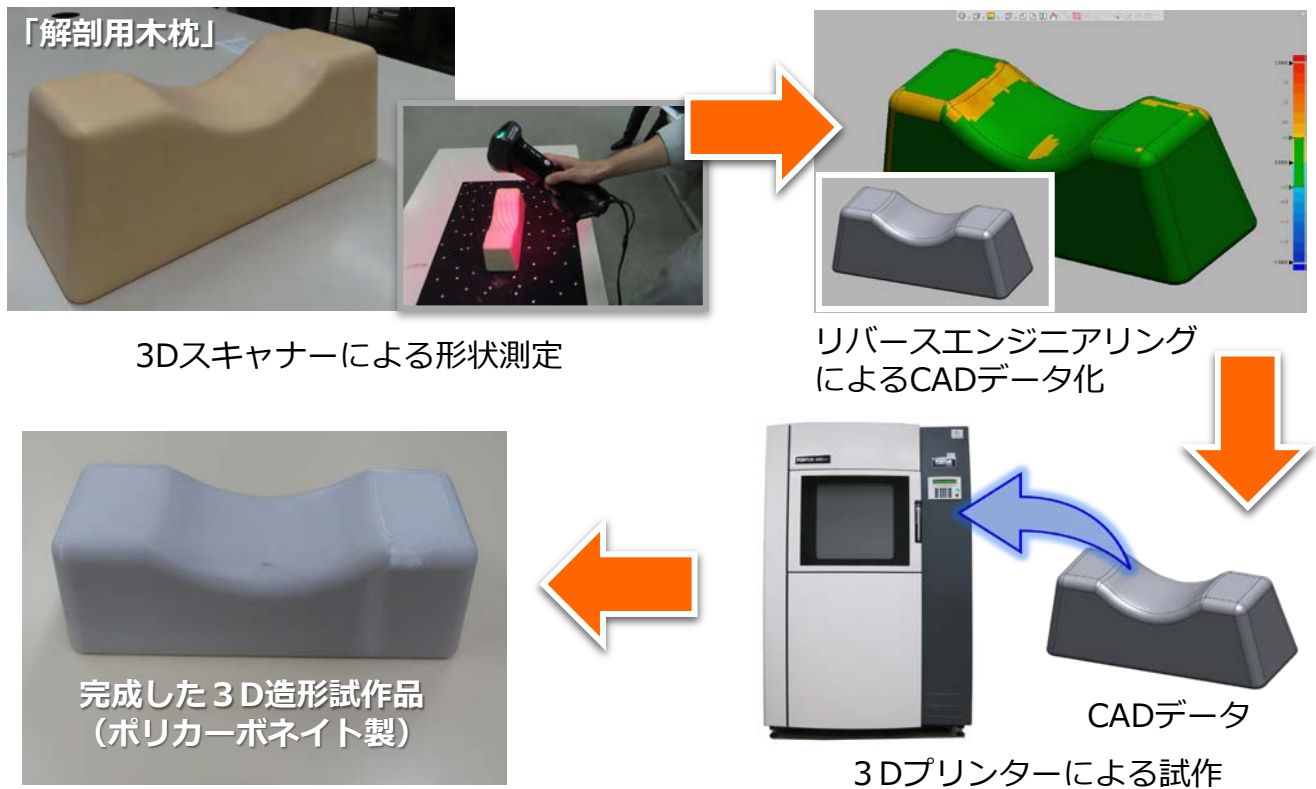 「解剖用木枕」
3Dスキャナーによる形状測定
リバースエンジニアリング
によるCADデータ化
CADデータ
３Dプリンターによる試作
完成した３D造形試作品
（ポリカーボネイト製）